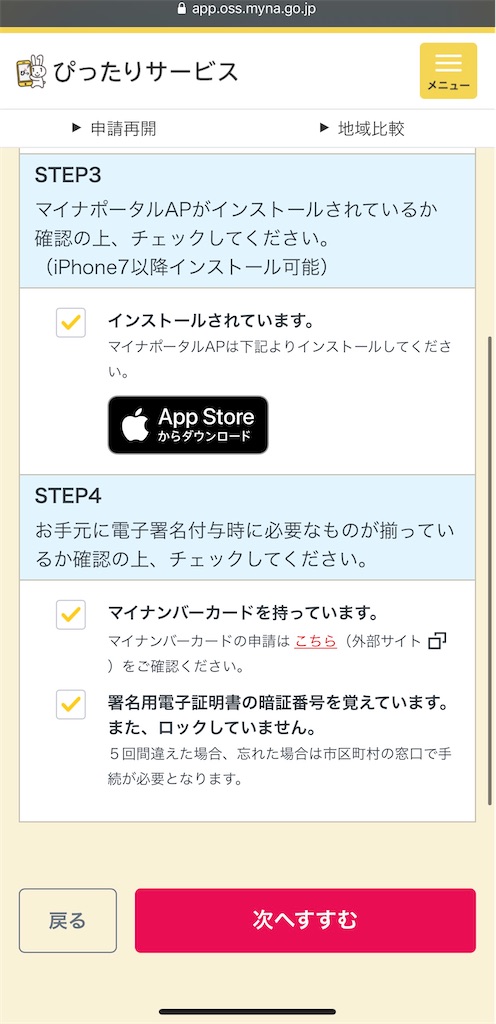 app.oss.myna.go.jp
ぴったりサービス
メニュー
▶ 申請再開
▶ 地域比較
STEP3
マイナポータルAPがインストールされているか
確認の上、チェックしてください。
（iPhone7以降インストール可能）
インストールされています。
マイナポータルAPは下記よりインストールしてくださ
い。
App Store
からダウンロード
STEP4
お手元に電子署名付与時に必要なものが揃ってい
るか確認の上、チェックしてください。
マイナンバーカードを持っています。
マイナンバーカードの申請は こちら（外部サイト
）をご確認ください。
署名用電子証明書の暗証番号を覚えています。
また、ロックしていません。
５回間違えた場合、忘れた場合は市区町村の窓口で手
続が必要となります。
戻る
次へすすむ